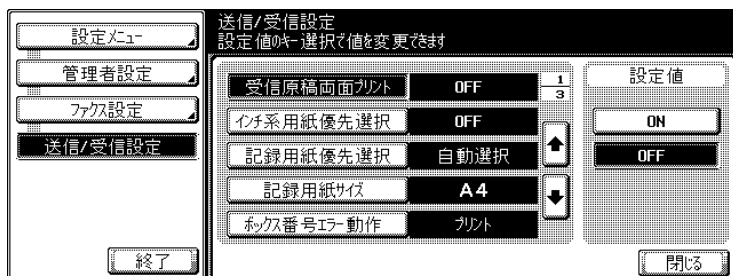 設定メニュー
管理者設定
ファクス設定
送信/受信設定
終了
送信/受信設定
設定値のキー選択で値を変更できます
受信原稿両面プリント OFF
インチ系用紙優先選択 OFF
記録用紙優先選択 自動選択
記録用紙サイズ A4
ボックス番号エラー動作 プリント
1
3
設定値
ON
OFF
閉じる